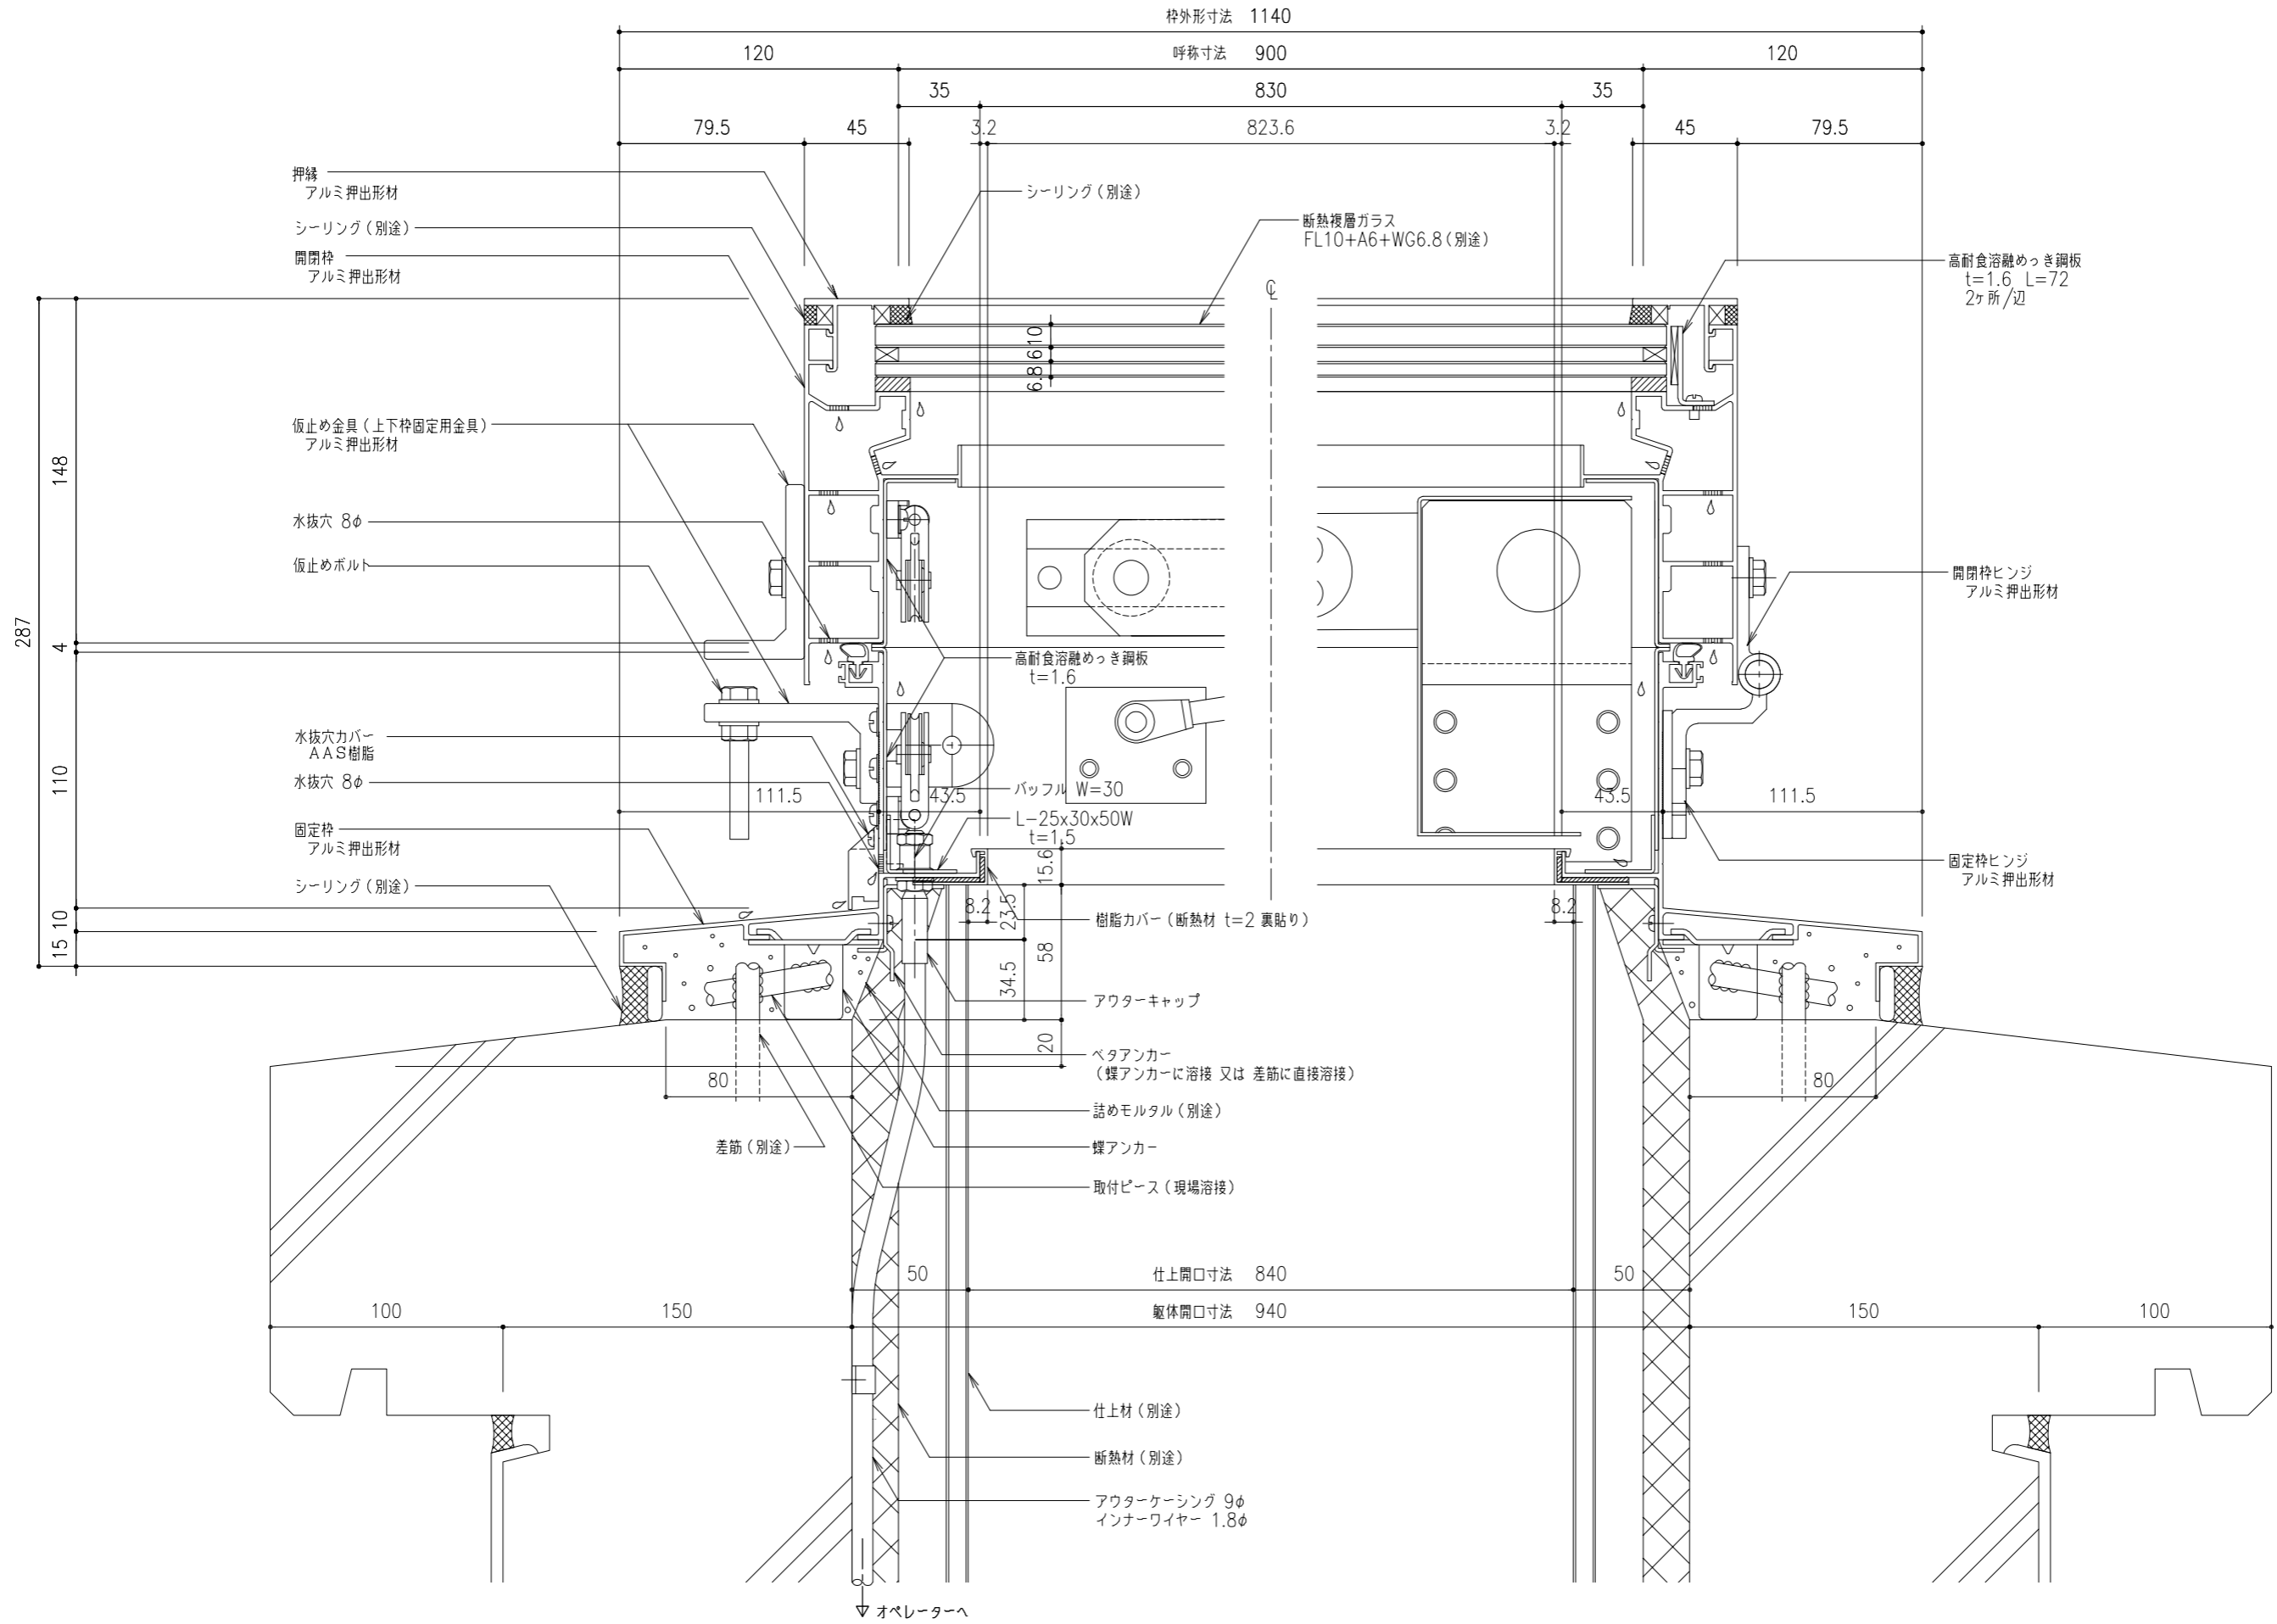 枠外形寸法 1140
120
呼称寸法 900
120
35
830
35
79.5
45
3.2
823.6
3.2
45
79.5
押縁
アルミ押出形材
シーリング（別途）
シーリング（別途）
断熱複層ガラス
FL10+A6+WG6.8（別途）
開閉枠
アルミ押出形材
高耐食溶融めっき鋼板
t=1.6 L=72
2ヶ所/辺
℄
10
6
6.8
仮止め金具（上下枠固定用金具）
アルミ押出形材
148
水抜穴 8φ
仮止めボルト
開閉枠ヒンジ
アルミ押出形材
287
4
高耐食溶融めっき鋼板
t=1.6
水抜穴カバー
AAS樹脂
110
水抜穴 8φ
111.5
43.5
バッフル W=30
43.5
111.5
L-25x30x50W
t=1.5
固定枠
アルミ押出形材
固定枠ヒンジ
アルミ押出形材
15.6
シーリング（別途）
8.2
23.5
樹脂カバー（断熱材 t=2 裏貼り）
8.2
10
15
58
34.5
アウターキャップ
20
ベタアンカー
（蝶アンカーに溶接 又は 差筋に直接溶接）
80
80
詰めモルタル（別途）
差筋（別途）
蝶アンカー
取付ピース（現場溶接）
50
仕上開口寸法 840
50
100
150
躯体開口寸法 940
150
100
仕上材（別途）
断熱材（別途）
アウターケーシング 9φ
インナーワイヤー 1.8φ
オペレーターへ